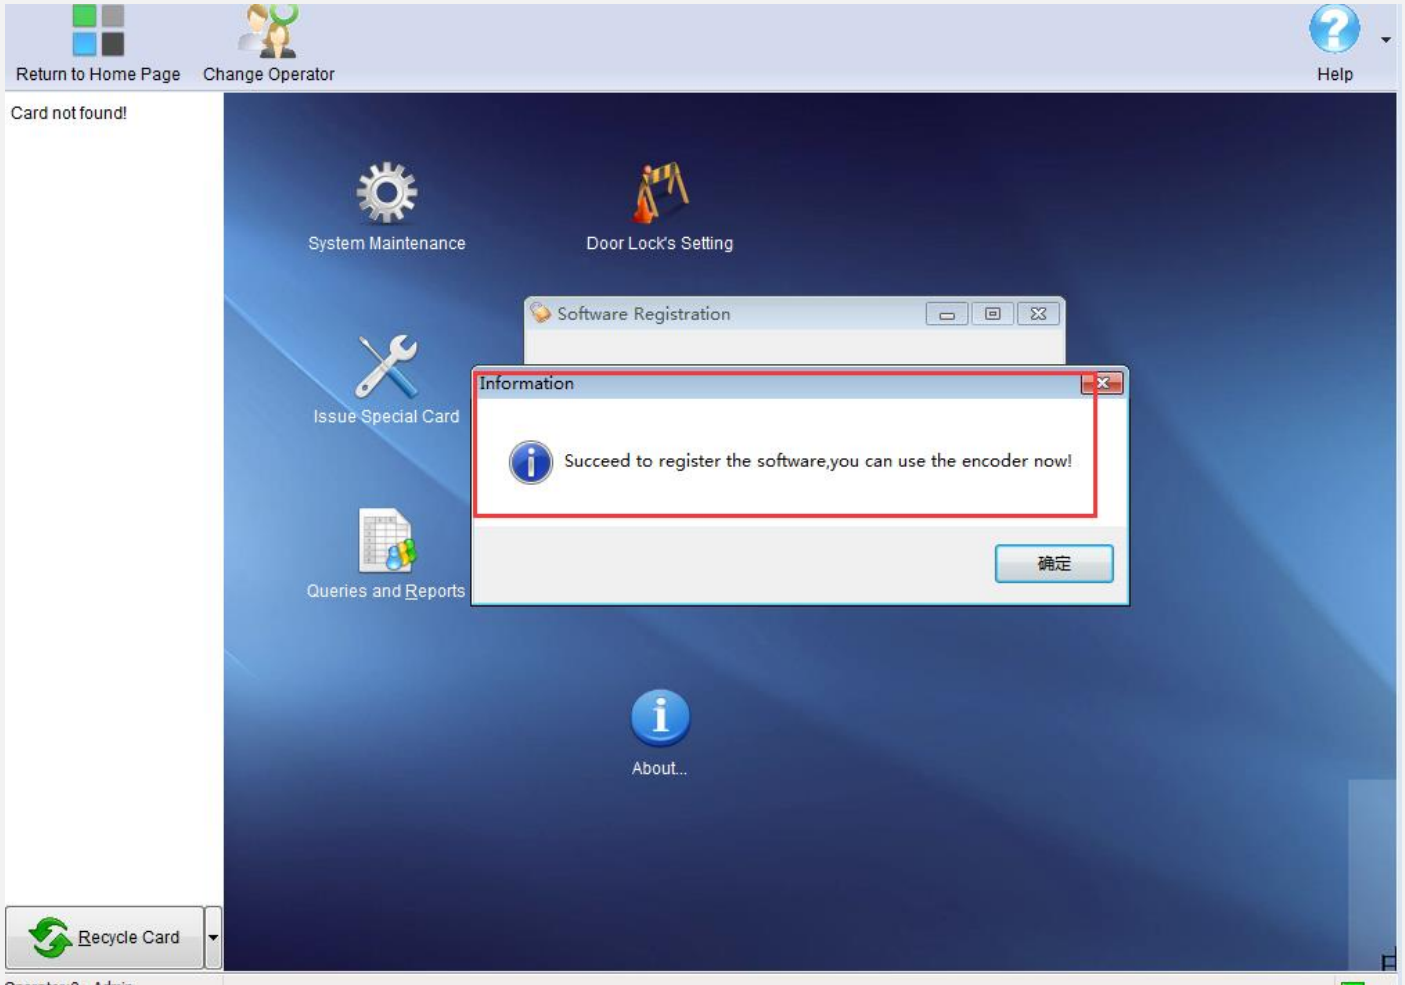 Return to Home Page
Change Operator
Help
Card not found!
System Maintenance
Door Lock's Setting
Software Registration
Information
Issue Special Card
Succeed to register the software,you can use the encoder now!
确定
Queries and Reports
About...
Recycle Card